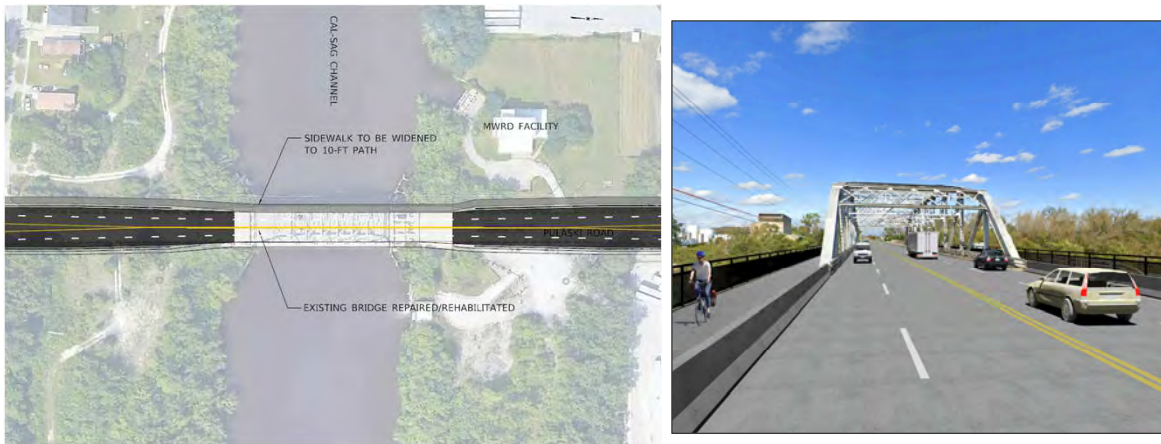 CAL-SAG CHANNEL
MWRD FACILITY
SIDEWALK TO BE WIDENED
TO 10-FT PATH
PULASKI ROAD
EXISTING BRIDGE REPAIRED/REHABILITATED